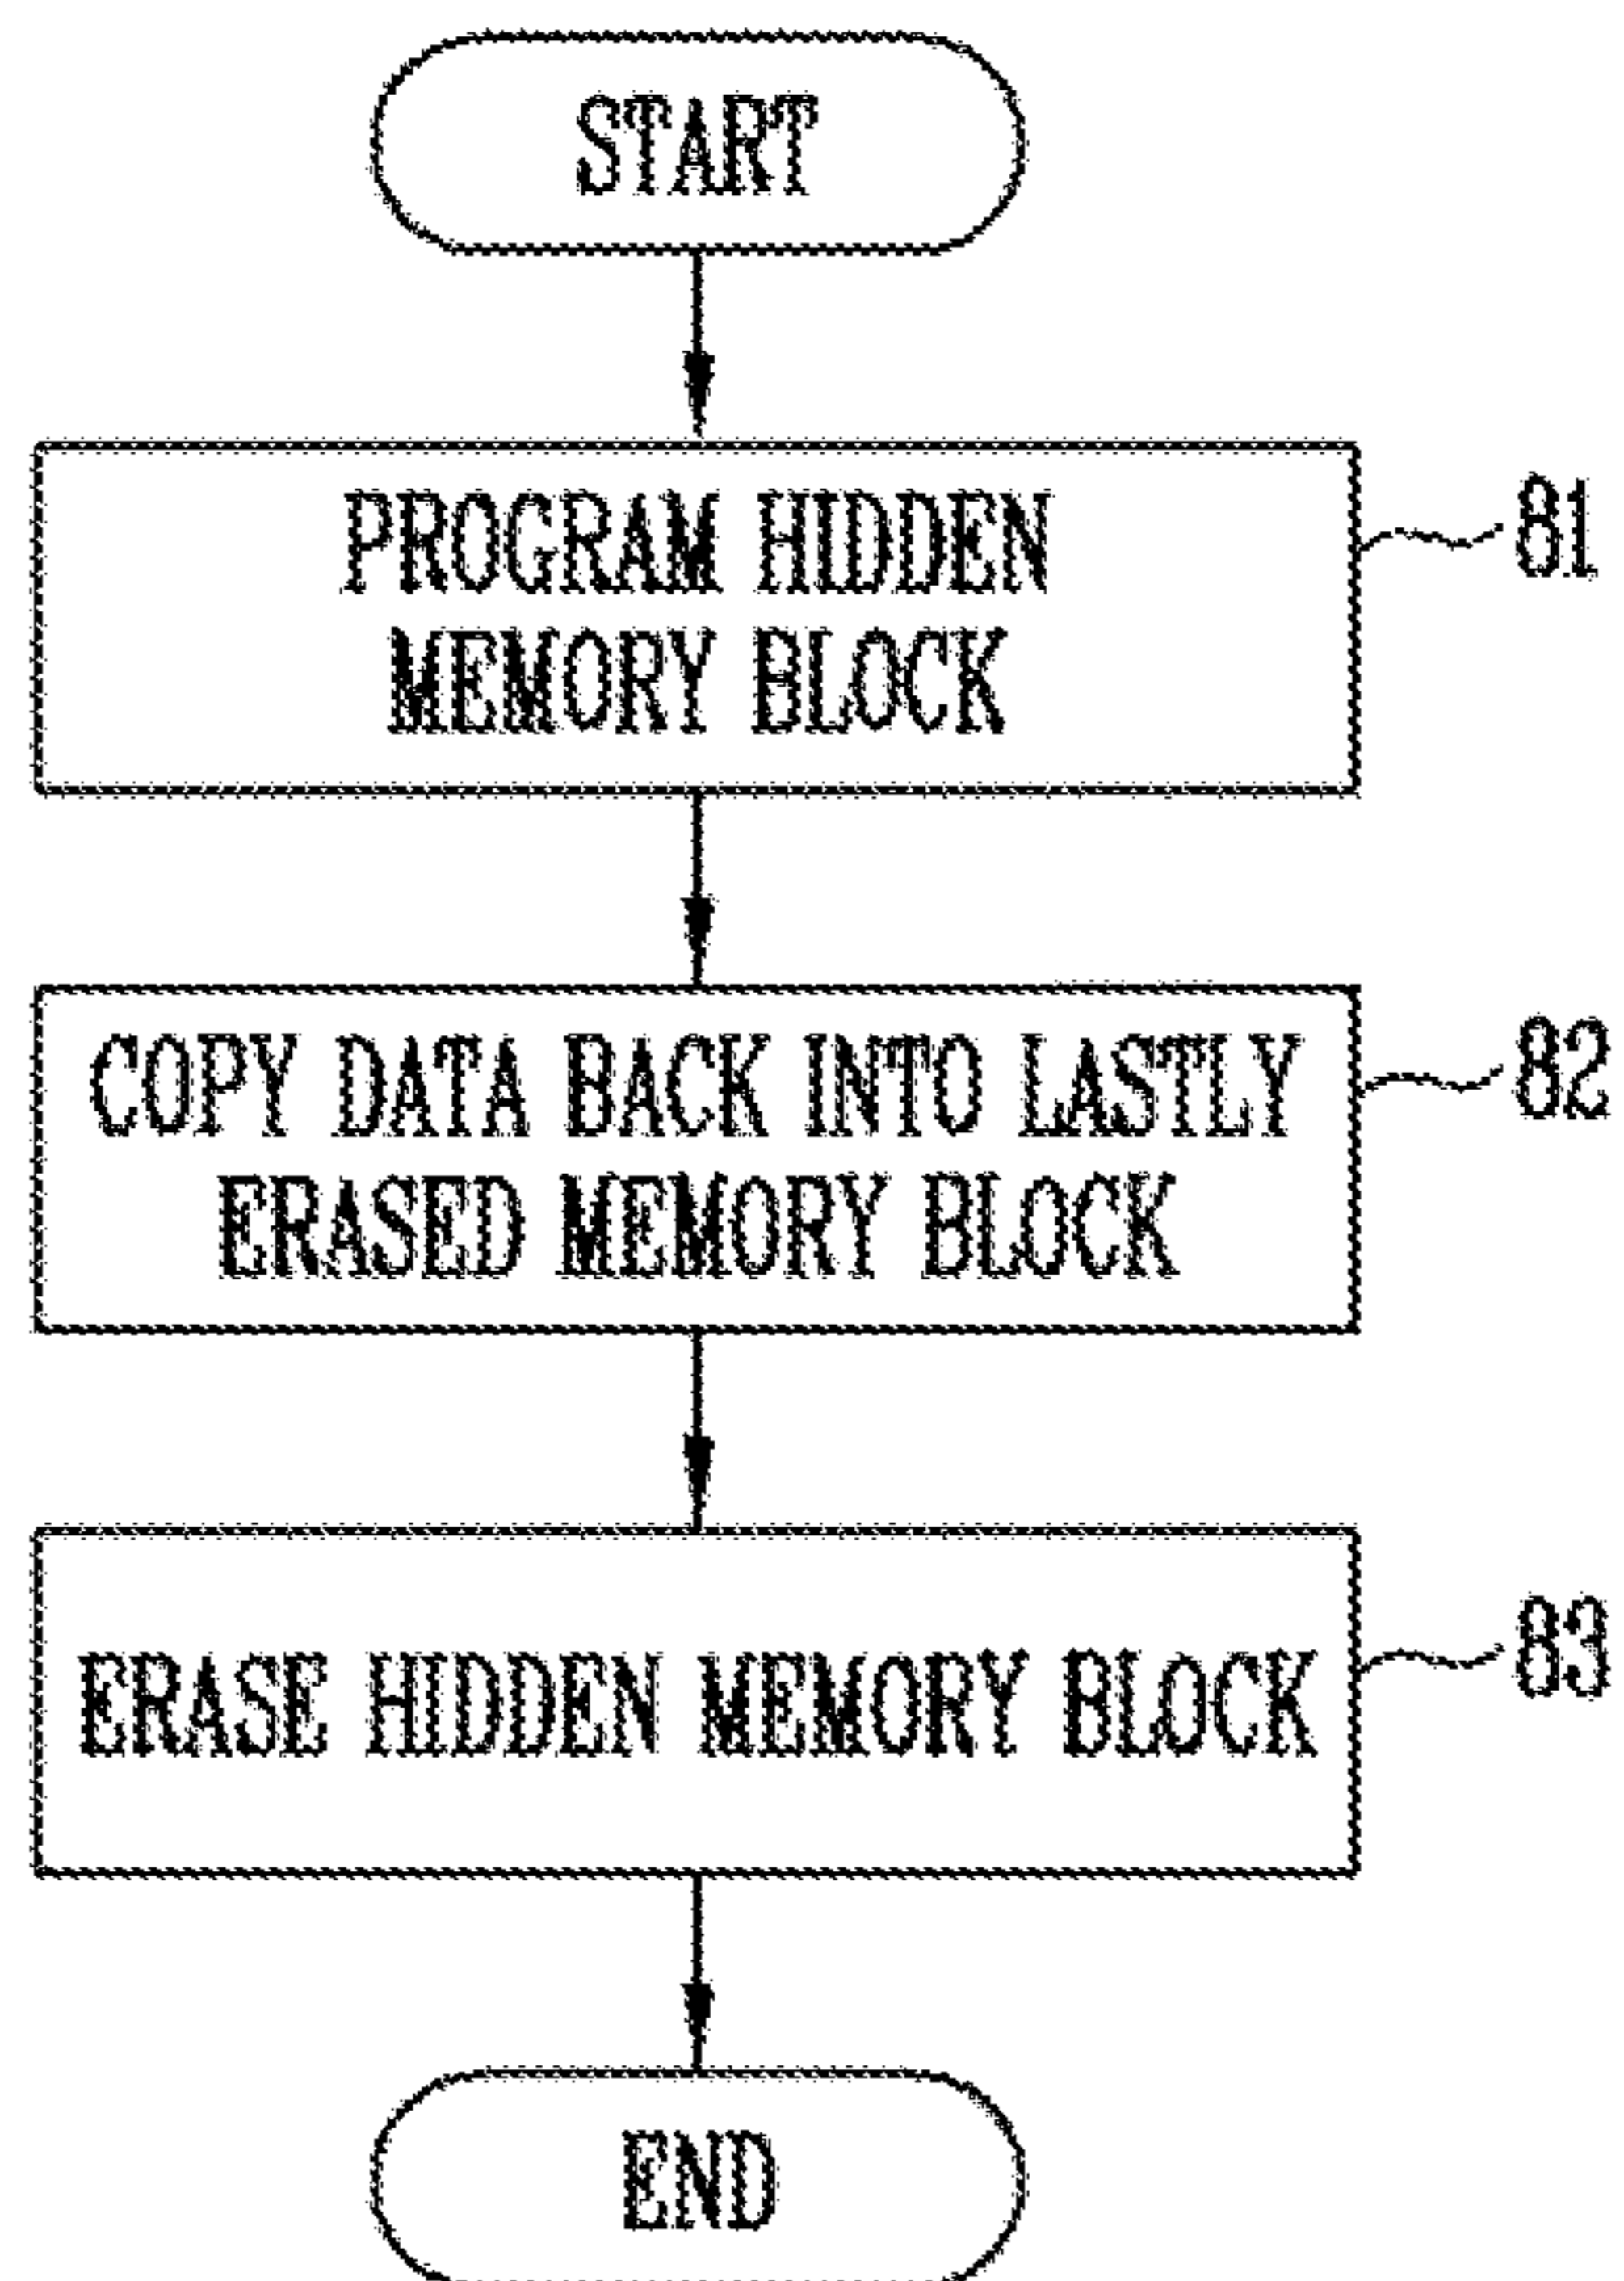 START
PROGRAM HIDDEN
MEMORY BLOCK
81
COPY DATA BACK INTO LASTLY
ERASED MEMORY BLOCK
82
ERASE HIDDEN MEMORY BLOCK
83
END